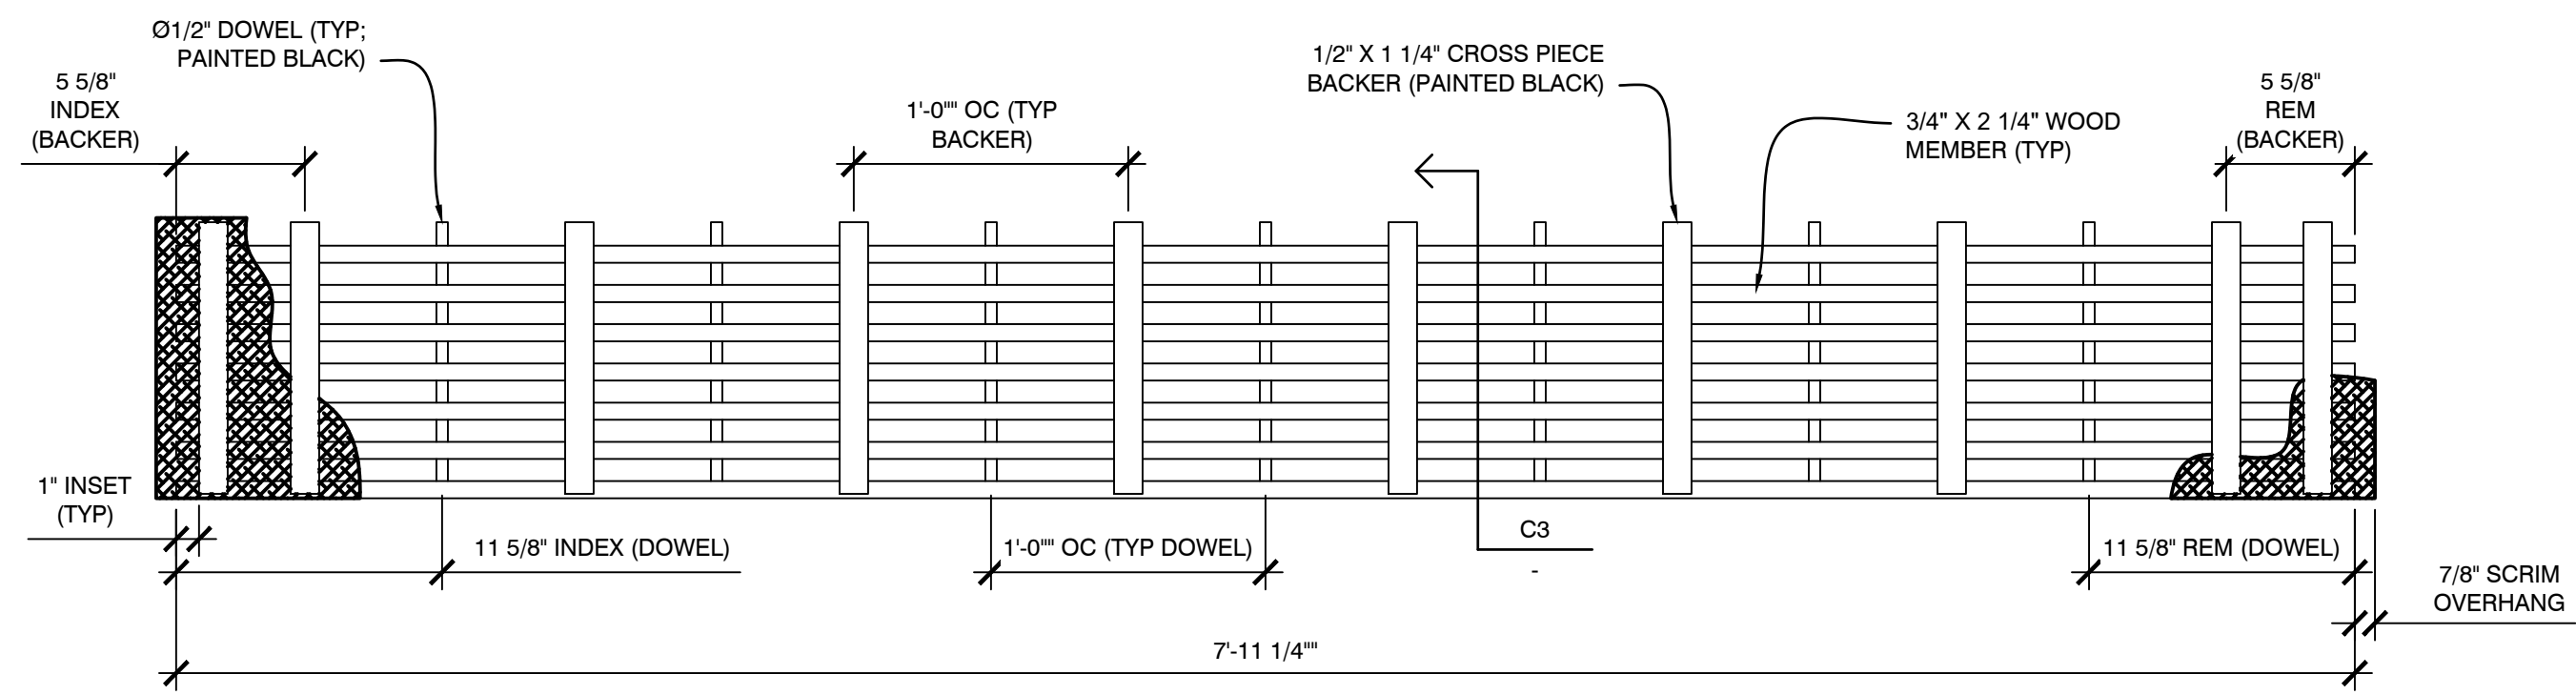 Ø1/2" DOWEL (TYP;
PAINTED BLACK)
5 5/8"
INDEX
(BACKER)
1'-0"" OC (TYP
BACKER)
1/2" X 1 1/4" CROSS PIECE
BACKER (PAINTED BLACK)
3/4" X 2 1/4" WOOD
MEMBER (TYP)
5 5/8"
REM
(BACKER)
1" INSET
(TYP)
11 5/8" INDEX (DOWEL)
1'-0"" OC (TYP DOWEL)
C3
-
11 5/8" REM (DOWEL)
7/8" SCRIM
OVERHANG
7'-11 1/4""